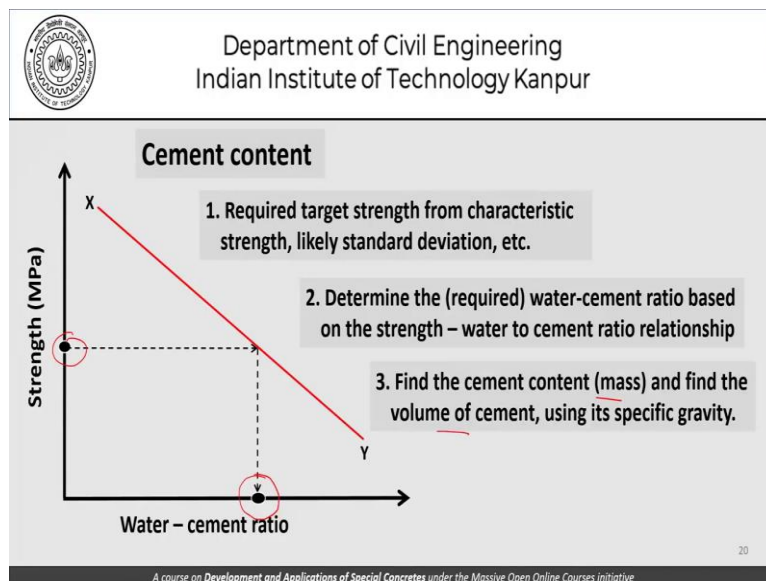 Department of Civil Engineering
Indian Institute of Technology Kanpur
Cement content
X
1. Required target strength from characteristic
strength, likely standard deviation, etc.
2. Determine the (required) water-cement ratio based
on the strength – water to cement ratio relationship
3. Find the cement content (mass) and find the
volume of cement, using its specific gravity.
Strength (MPa)
Y
Water – cement ratio
20
A course on Development and Applications of Special Concretes under the Massive Open Online Courses initiative